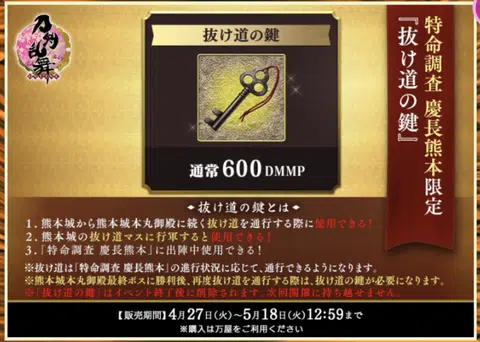 刀剣乱舞
特命調査 慶長熊本限定
『抜け道の鍵』
抜け道の鍵
通常600DMMP
抜け道の鍵とは
1. 熊本城から熊本城本丸御殿に続く抜け道を通行する際に使用できる!
2. 熊本城の抜け道マスに行軍すると使用できる!
3.「特命調査 慶長熊本」に出陣中使用できる!
※抜け道は「特命調査 慶長熊本」の進行状況に応じて、通行できるようになります。
※熊本城本丸御殿最終ボスに勝利後、再度抜け道を通行する際は、抜け道の鍵が必要になります。
※「抜け道の鍵」はイベント終了後に削除されます。次回開催に持ち越せません。
【販売期間】4月27日(火)~5月18日(火)12:59まで
※購入は万屋をご利用ください